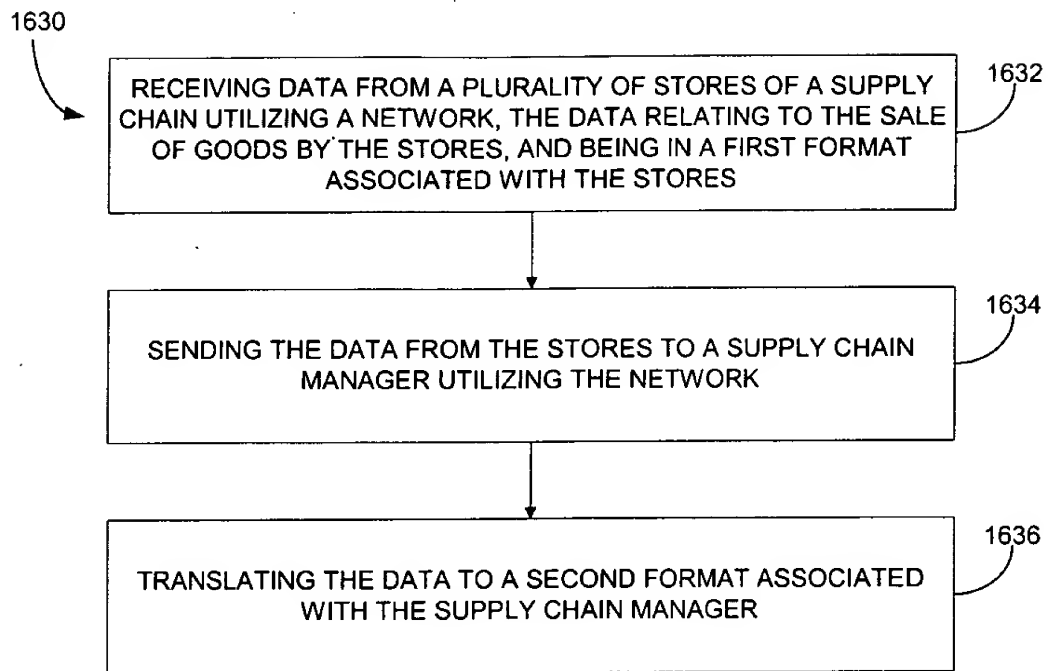 1630
1632
RECEIVING DATA FROM A PLURALITY OF STORES OF A SUPPLY
CHAIN UTILIZING A NETWORK, THE DATA RELATING TO THE SALE
OF GOODS BY THE STORES, AND BEING IN A FIRST FORMAT
ASSOCIATED WITH THE STORES
1634
SENDING THE DATA FROM THE STORES TO A SUPPLY CHAIN
MANAGER UTILIZING THE NETWORK
1636
TRANSLATING THE DATA TO A SECOND FORMAT ASSOCIATED
WITH THE SUPPLY CHAIN MANAGER